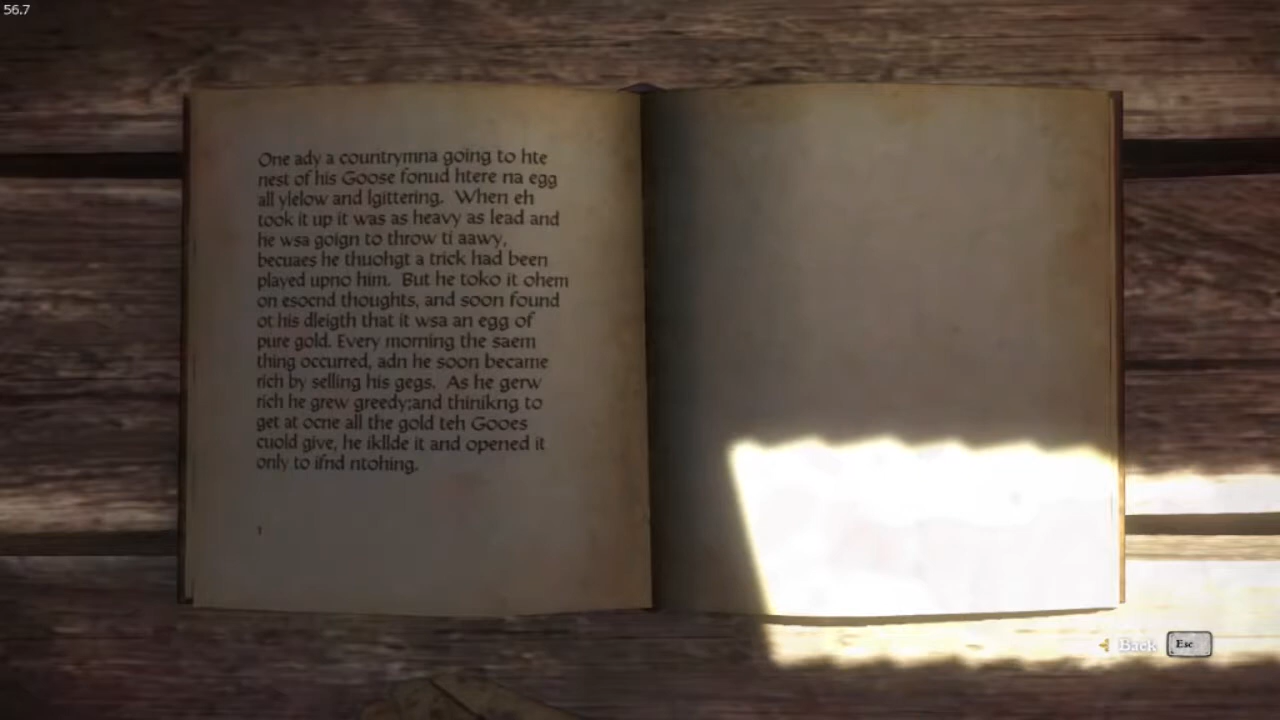 56.7
One ady a countrymna going to hte
nest of his Goose fonud htere na egg
all ylelow and lgittering.  When eh
took it up it was as heavy as lead and
he wsa goign to throw ti aawy,
becuaes he thuohgt a trick had been
played upno him.  But he toko it ohem
on esocnd thoughts, and soon found
ot his dleigth that it wsa an egg of
pure gold. Every morning the saem
thing occurred, adn he soon became
rich by selling his gegs.  As he gerw
rich he grew greedy;and thinikng to
get at ocne all the gold teh Gooes
cuold give, he ikllde it and opened it
only to ifnd ntohing.
1
Back Esc